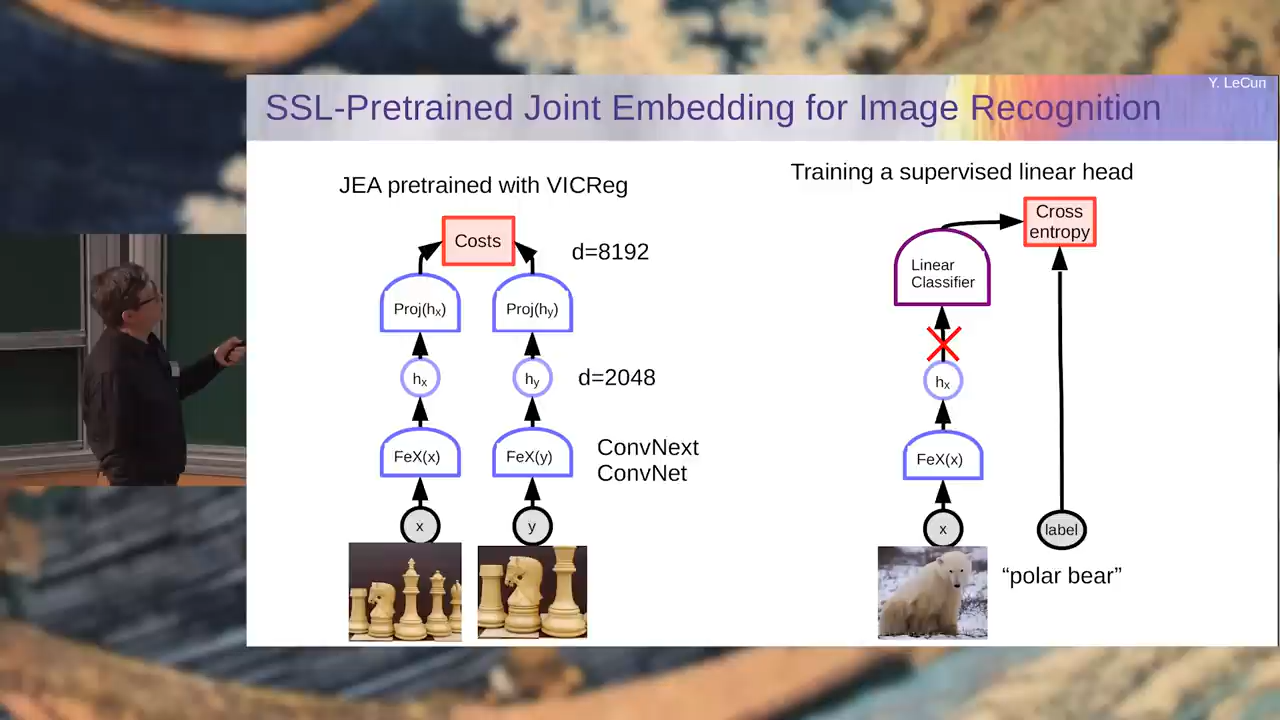 Y. LeCun
SSL-Pretrained Joint Embedding for Image Recognition
JEA pretrained with VICReg
Costs
d=8192
Proj(hx)
Proj(hy)
hx
hy
d=2048
FeX(x)
FeX(y)
ConvNext
ConvNet
x
y
Training a supervised linear head
Cross
entropy
Linear
Classifier
hx
FeX(x)
x
label
“polar bear”